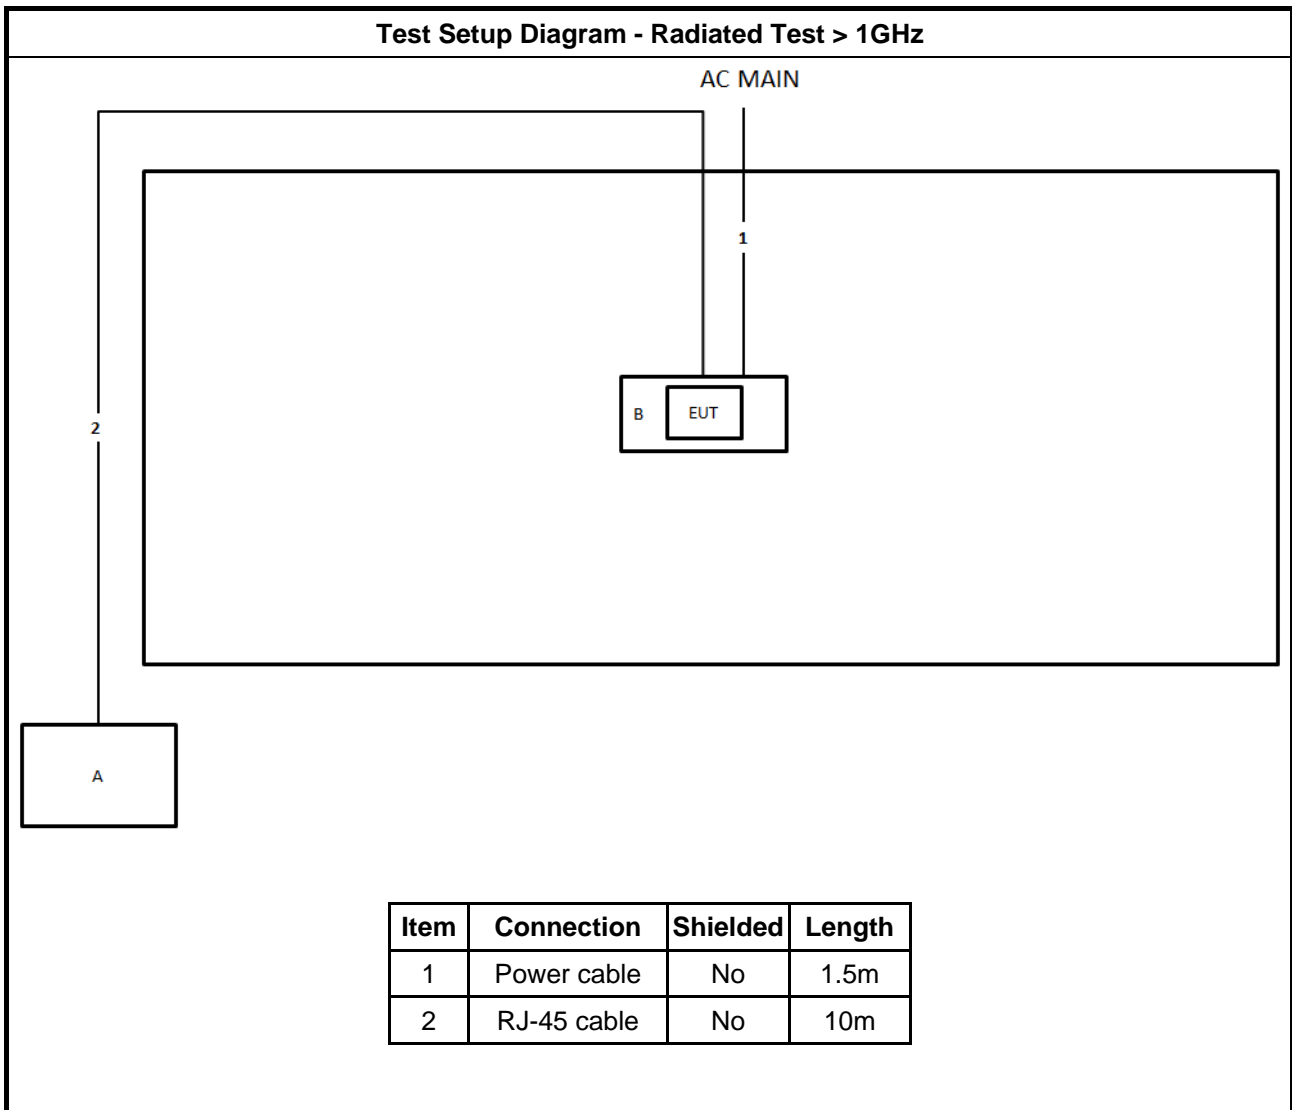 Test Setup Diagram - Radiated Test > 1GHz
AC MAIN
1
B EUT
2
A
Item Connection Shielded Length
1 Power cable No 1.5m
2 RJ-45 cable No 10m